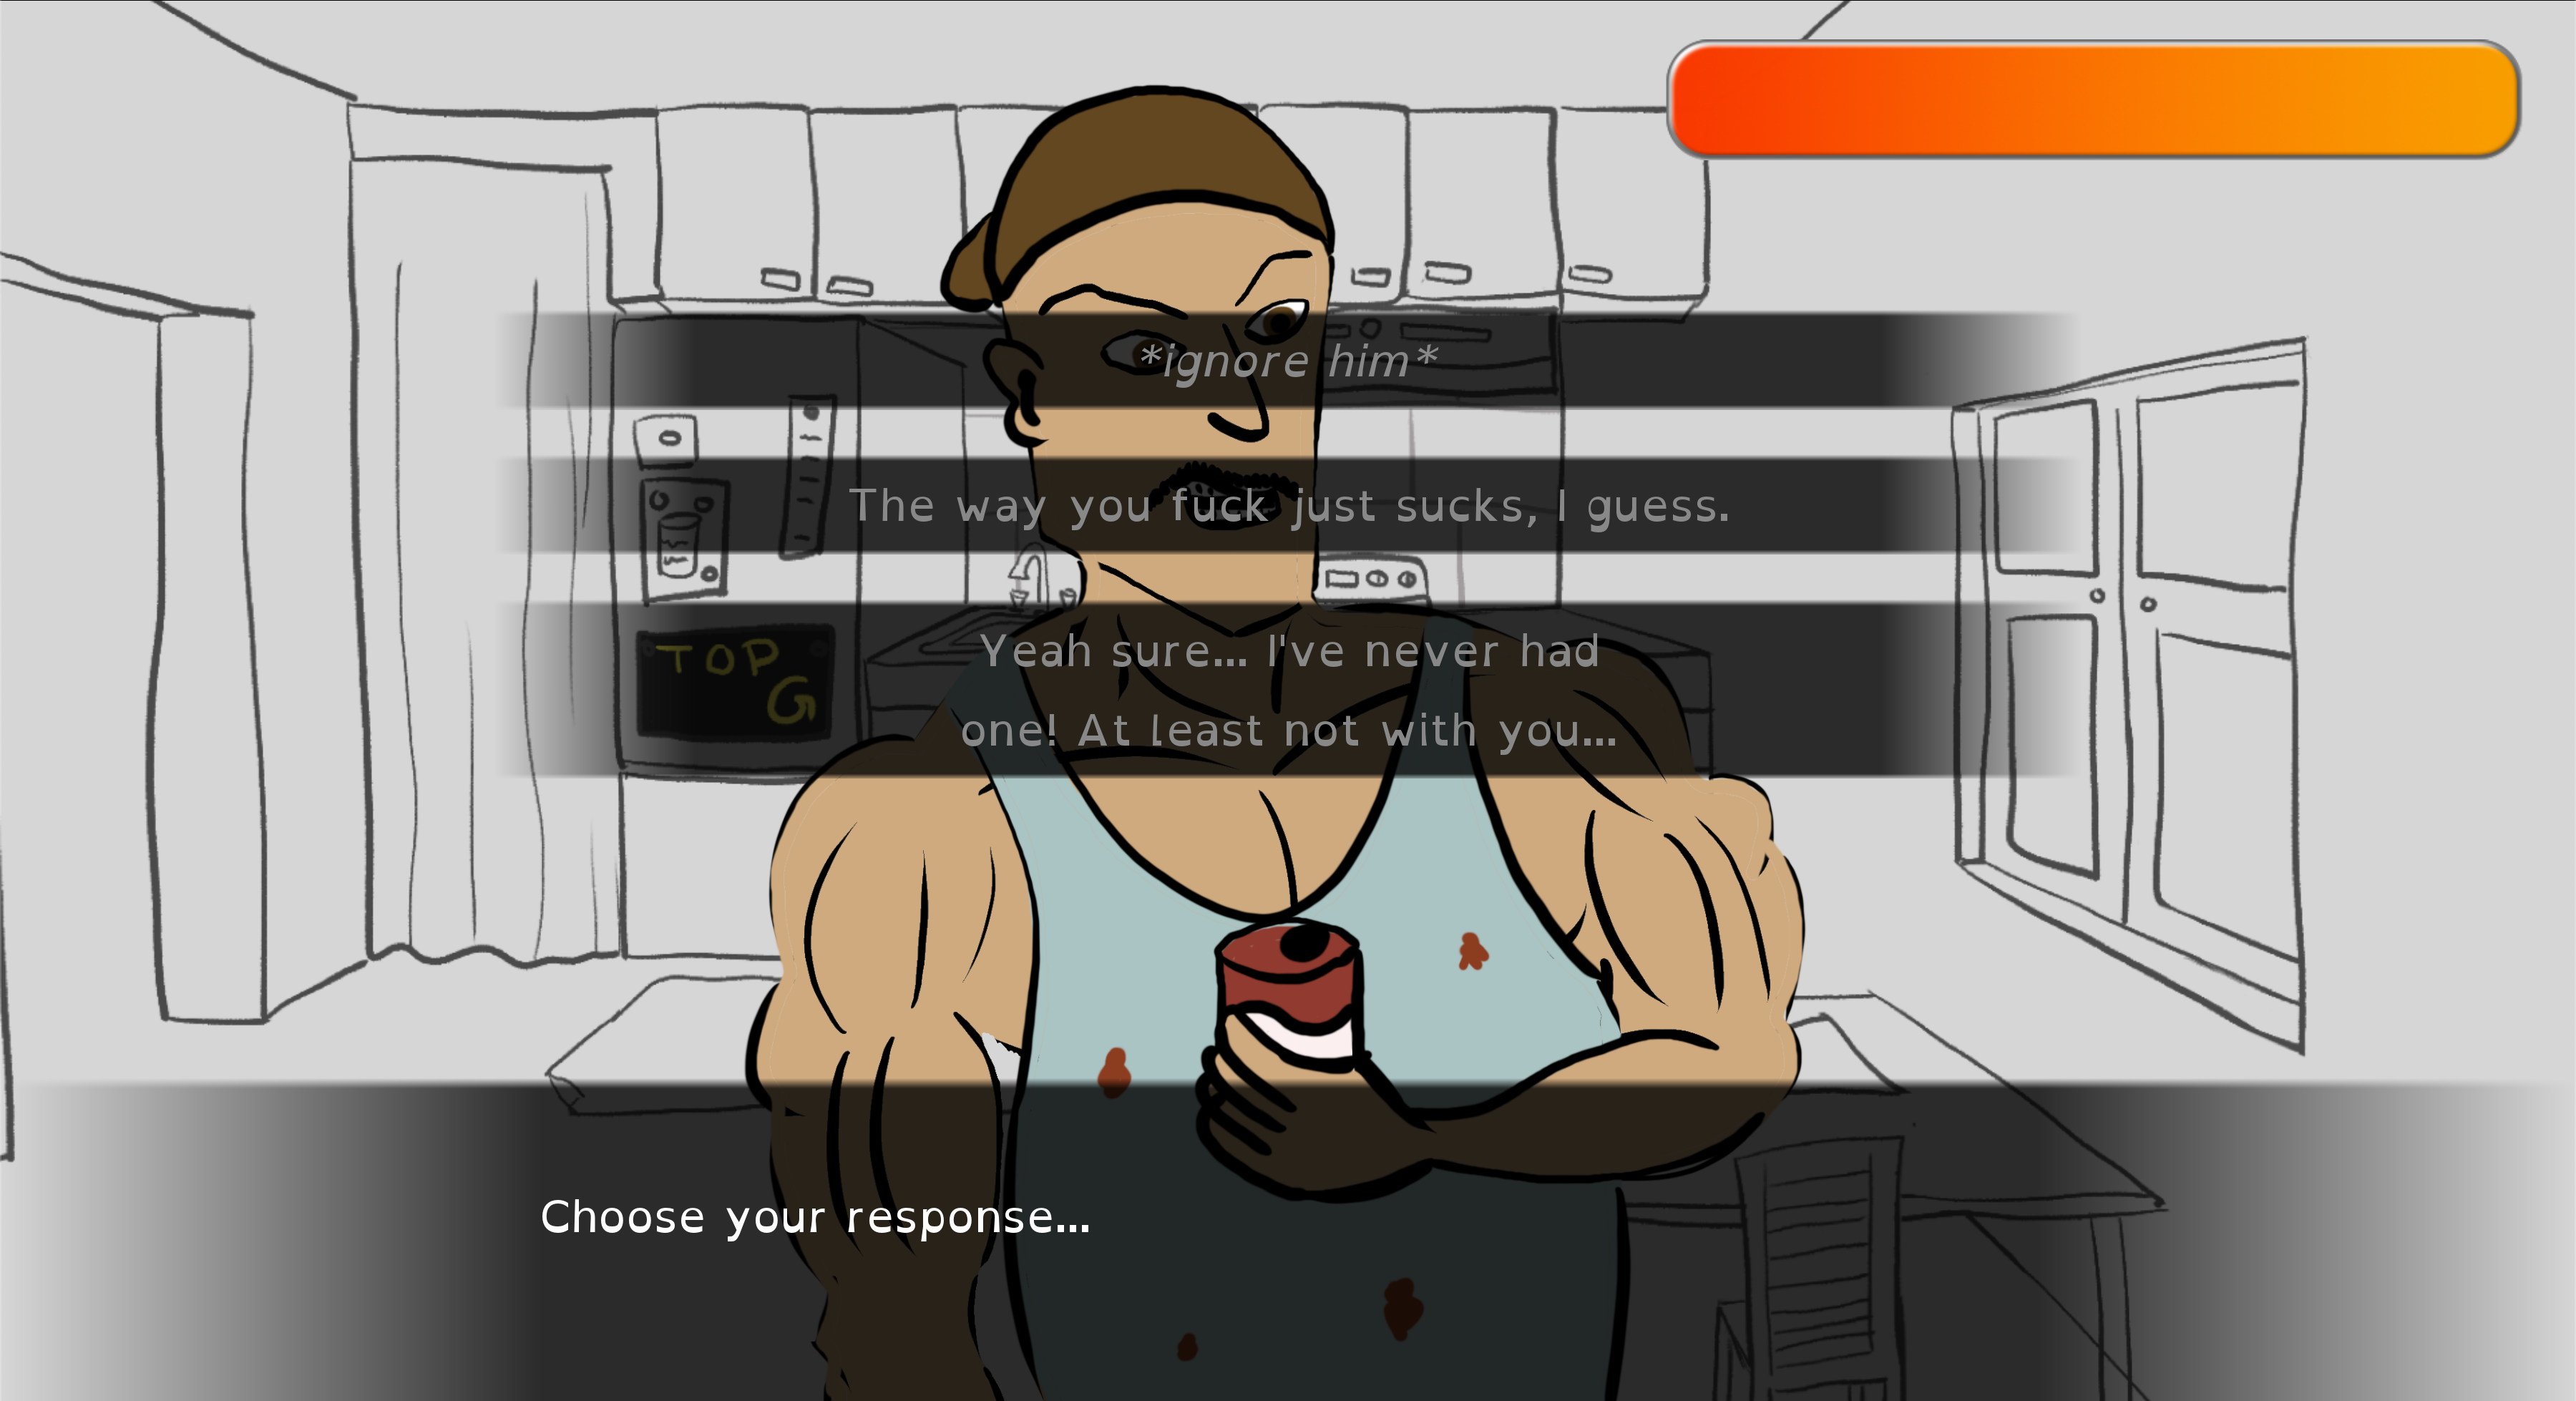 *ignore him*
The way you fuck just sucks, I guess.
TOP
G
Yeah sure... I've never had
one! At least not with you...
Choose your response...